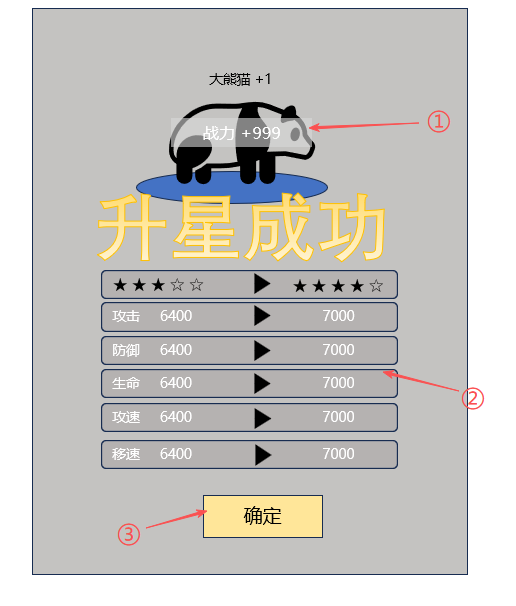 大熊猫 +1
战力 +999
①
升星成功
★★★☆☆ ▶ ★★★★☆
攻击 6400 ▶ 7000
防御 6400 ▶ 7000
生命 6400 ▶ 7000
②
攻速 6400 ▶ 7000
移速 6400 ▶ 7000
确定
③